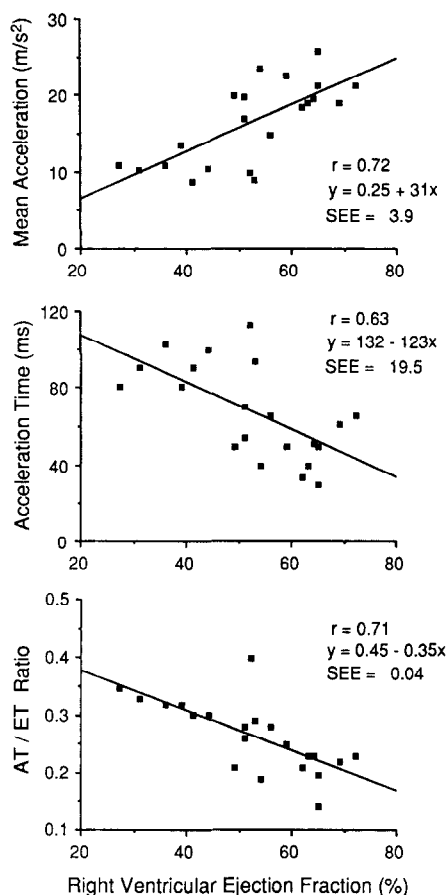 Mean Acceleration (m/s²)
30
20
10
0
20
40
60
80
r = 0.72
y = 0.25 + 31x
SEE = 3.9
Acceleration Time (ms)
120
80
40
0
20
40
60
80
r = 0.63
y = 132 - 123x
SEE = 19.5
AT / ET Ratio
0.5
0.4
0.3
0.2
0.1
20
40
60
80
r = 0.71
y = 0.45 - 0.35x
SEE = 0.04
Right Ventricular Ejection Fraction (%)